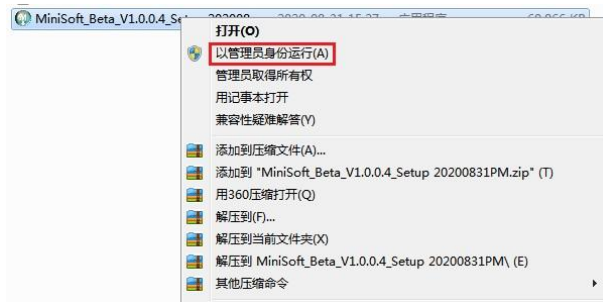 MiniSoft_Beta_V1.0.0.4_Se
打开(O)
以管理员身份运行(A)
管理员取得所有权
用记事本打开
兼容性疑难解答(Y)
添加到压缩文件(A)...
添加到 "MiniSoft_Beta_V1.0.0.4_Setup 20200831PM.zip" (T)
用360压缩打开(Q)
解压到(F)...
解压到当前文件夹(X)
解压到 MiniSoft_Beta_V1.0.0.4_Setup 20200831PM\ (E)
其他压缩命令